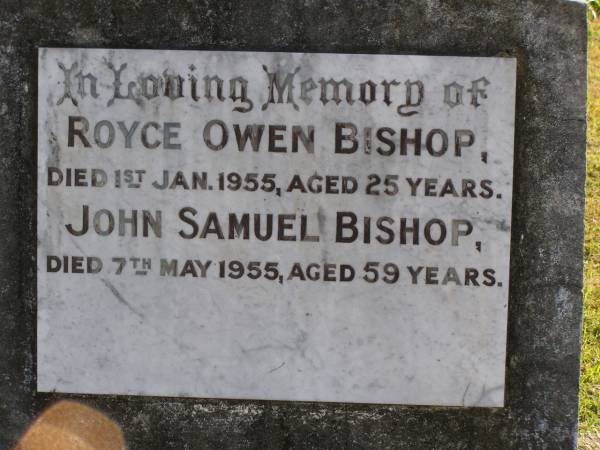 In Loving Memory of
ROYCE OWEN BISHOP,
DIED 1ST JAN. 1955, AGED 25 YEARS.
JOHN SAMUEL BISHOP,
DIED 7TH MAY 1955, AGED 59 YEARS.